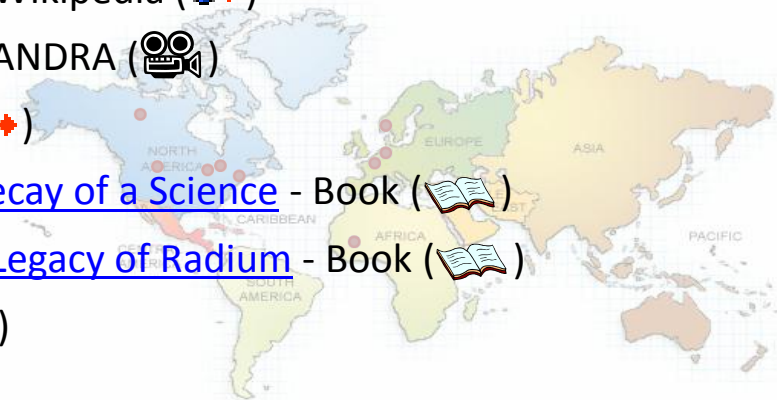 Wikipedia ( )
ANDRA ( )
)
ecay of a Science - Book ( )
Legacy of Radium - Book ( )
)
NORTH
AMERICA
EUROPE
ASIA
CARIBBEAN
AFRICA
PACIFIC
SOUTH
AMERICA